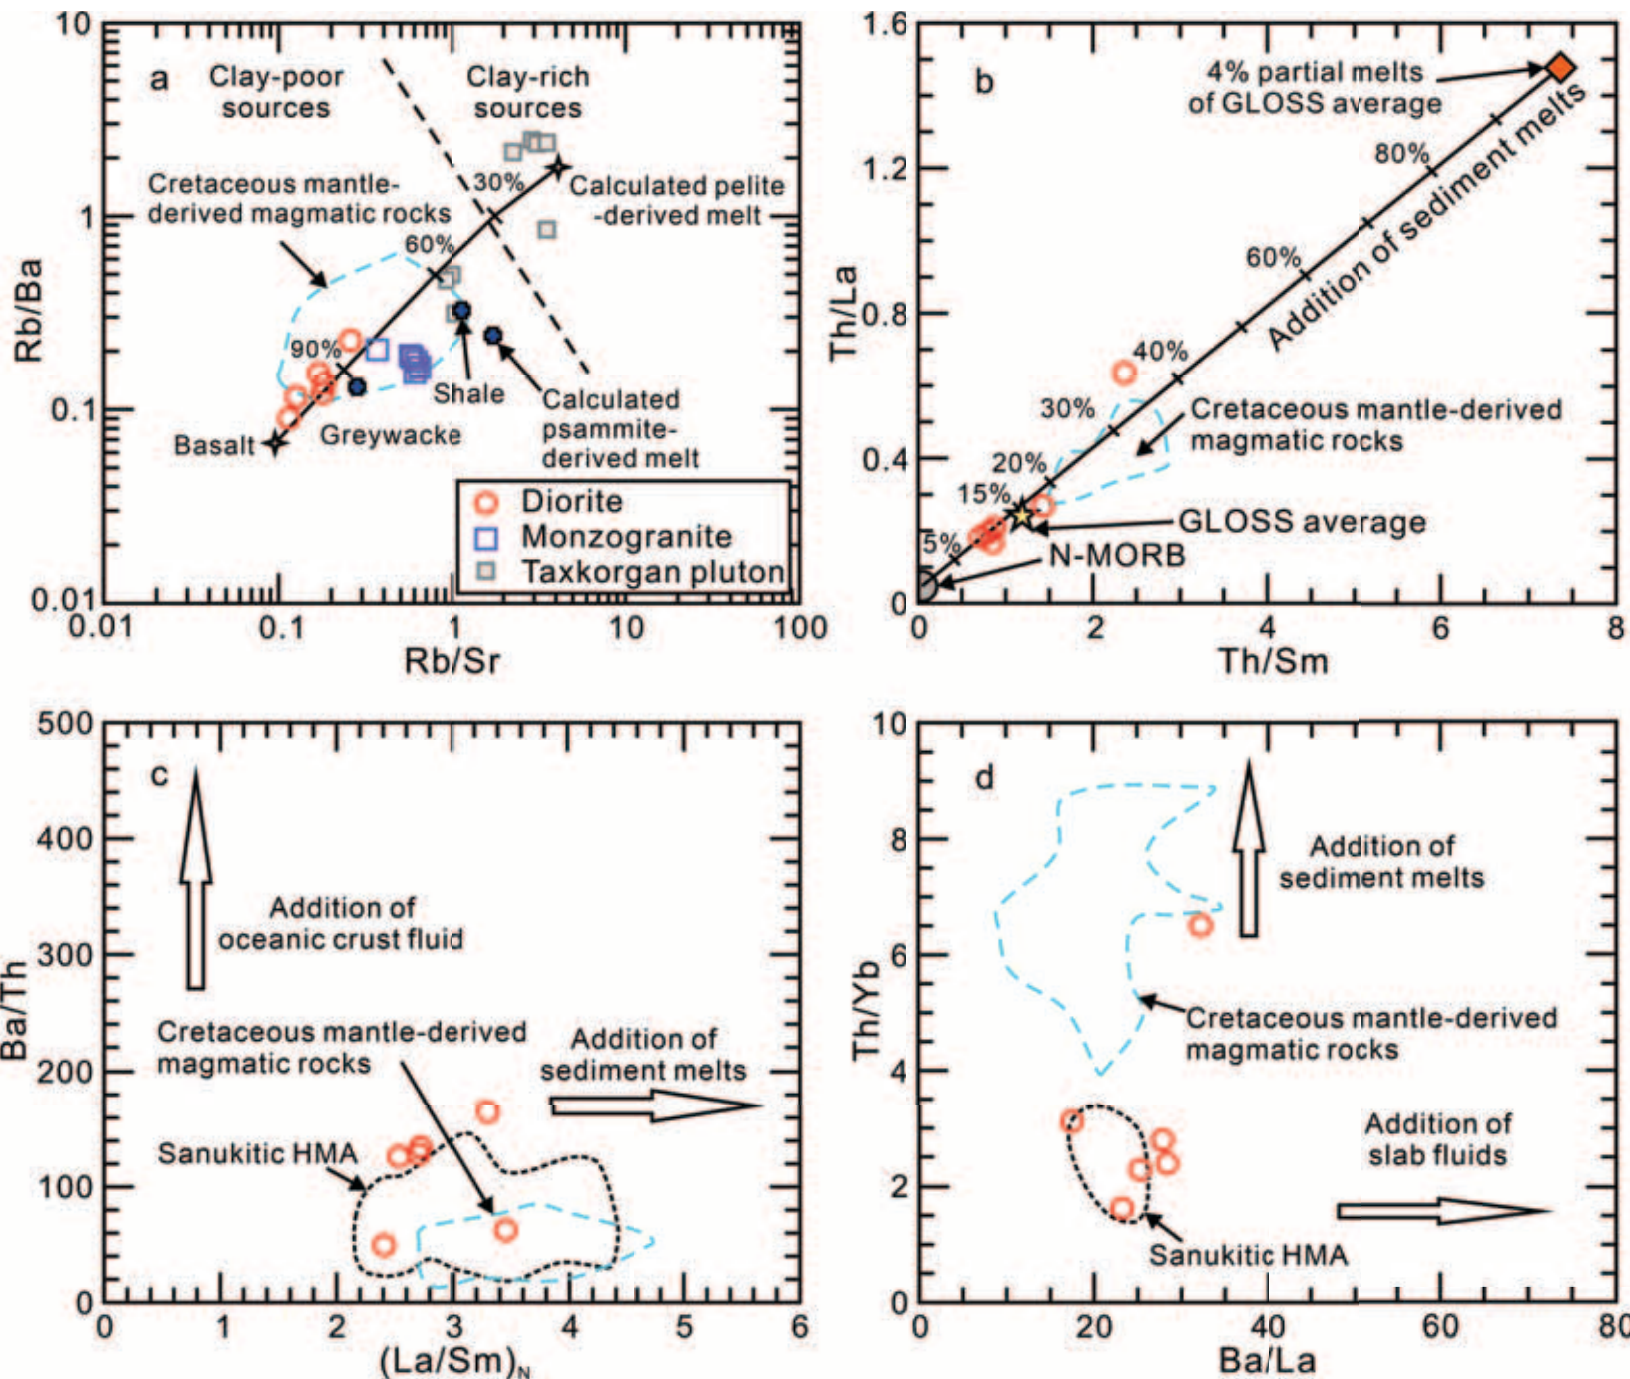 a
Clay-poor
sources
Clay-rich
sources
Cretaceous mantle-
derived magmatic rocks
30%
Calculated pelite
-derived melt
60%
90%
Shale
Calculated
psammite-
derived melt
Greywacke
Basalt
Diorite
Monzogranite
Taxkorgan pluton
10
1
0.1
0.01
Rb/Ba
0.01
0.1
1
10
100
Rb/Sr
b
4% partial melts
of GLOSS average
Addition of sediment melts
80%
60%
40%
30%
20%
15%
5%
Cretaceous mantle-derived
magmatic rocks
GLOSS average
N-MORB
1.6
1.2
0.8
0.4
0
Th/La
0
2
4
6
8
Th/Sm
c
Addition of
oceanic crust fluid
Cretaceous mantle-derived
magmatic rocks
Addition of
sediment melts
Sanukitic HMA
500
400
300
200
100
0
Ba/Th
0
1
2
3
4
5
6
(La/Sm)N
d
Addition of
sediment melts
Cretaceous mantle-derived
magmatic rocks
Addition of
slab fluids
Sanukitic HMA
10
8
6
4
2
0
Th/Yb
0
20
40
60
80
Ba/La